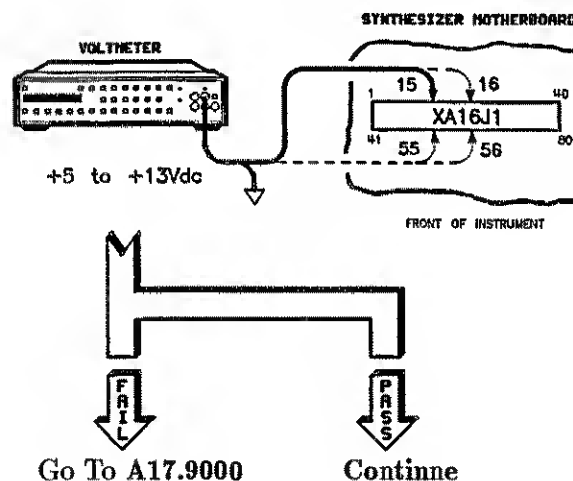 SYNTHESIZER MOTHERBOARD
VOLTMETER
1 15 16 40
XA16J1
41 55 56 80
+5 to +13Vdc
FRONT OF INSTRUMENT
FAIL PASS
Go To A17.9000 Continne